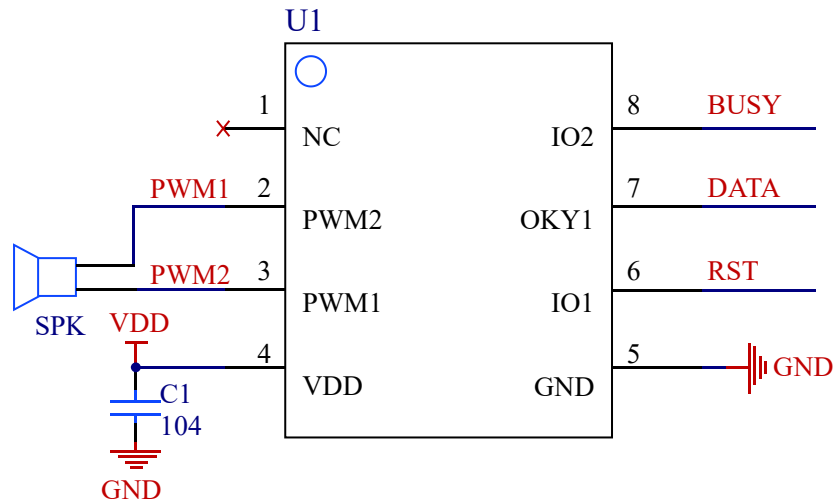 U1
1
NC
PWM1
2
PWM2
PWM2
3
PWM1
SPK
VDD
4
VDD
C1
104
GND
8
BUSY
IO2
7
DATA
OKY1
6
RST
IO1
5
GND
GND